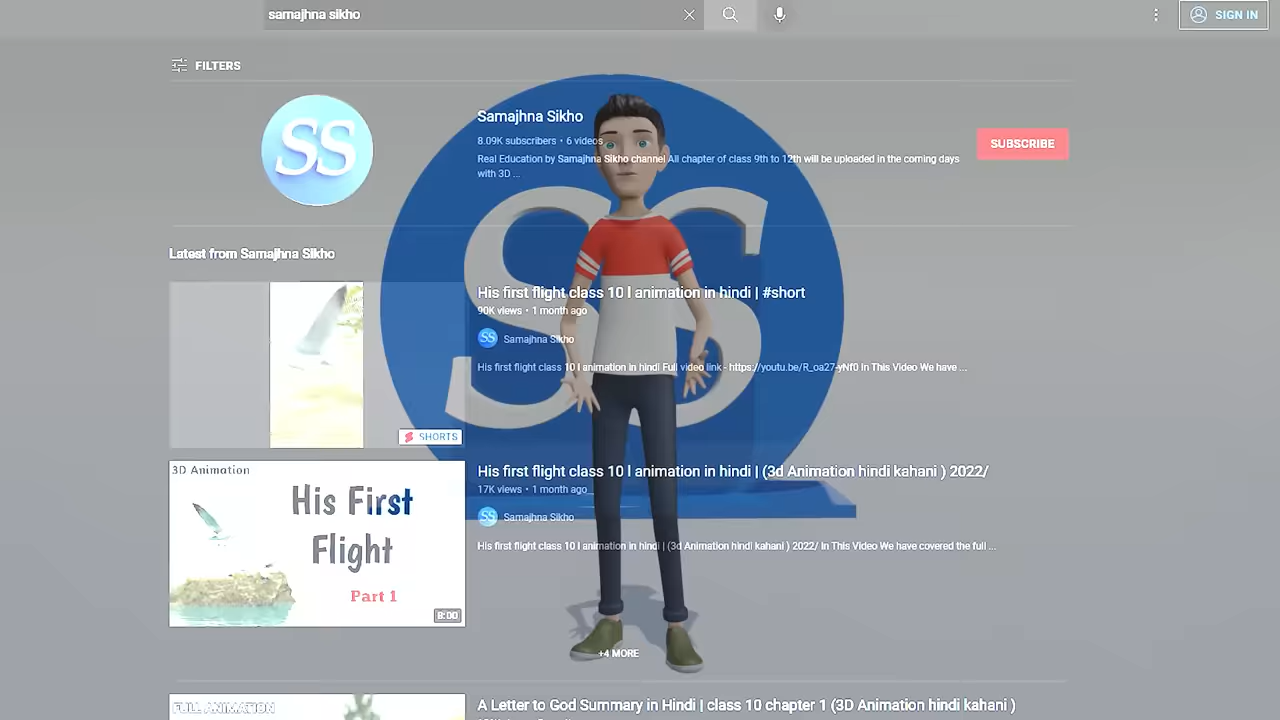 samajhna sikho
SIGN IN
FILTERS
SS
Samajhna Sikho
8.09K subscribers • 6 videos
SUBSCRIBE
Real Education by Samajhna Sikho channel All chapter of class 9th to 12th will be uploaded in the coming days
with 3D ...
SS
Latest from Samajhna Sikho
His first flight class 10 l animation in hindi | #short
90K views • 1 month ago
SS Samajhna Sikho
His first flight class 10 l animation in hindi Full video link - https://youtu.be/R_oa27-yNf0 In This Video We have ...
SHORTS
3D Animation
His First
Flight
Part 1
8:00
His first flight class 10 l animation in hindi | (3d Animation hindi kahani ) 2022/
17K views • 1 month ago
SS Samajhna Sikho
His first flight class 10 l animation in hindi | (3d Animation hindi kahani ) 2022/ In This Video We have covered the full ...
+4 MORE
FULL ANIMATION
A Letter to God Summary in Hindi | class 10 chapter 1 (3D Animation hindi kahani )